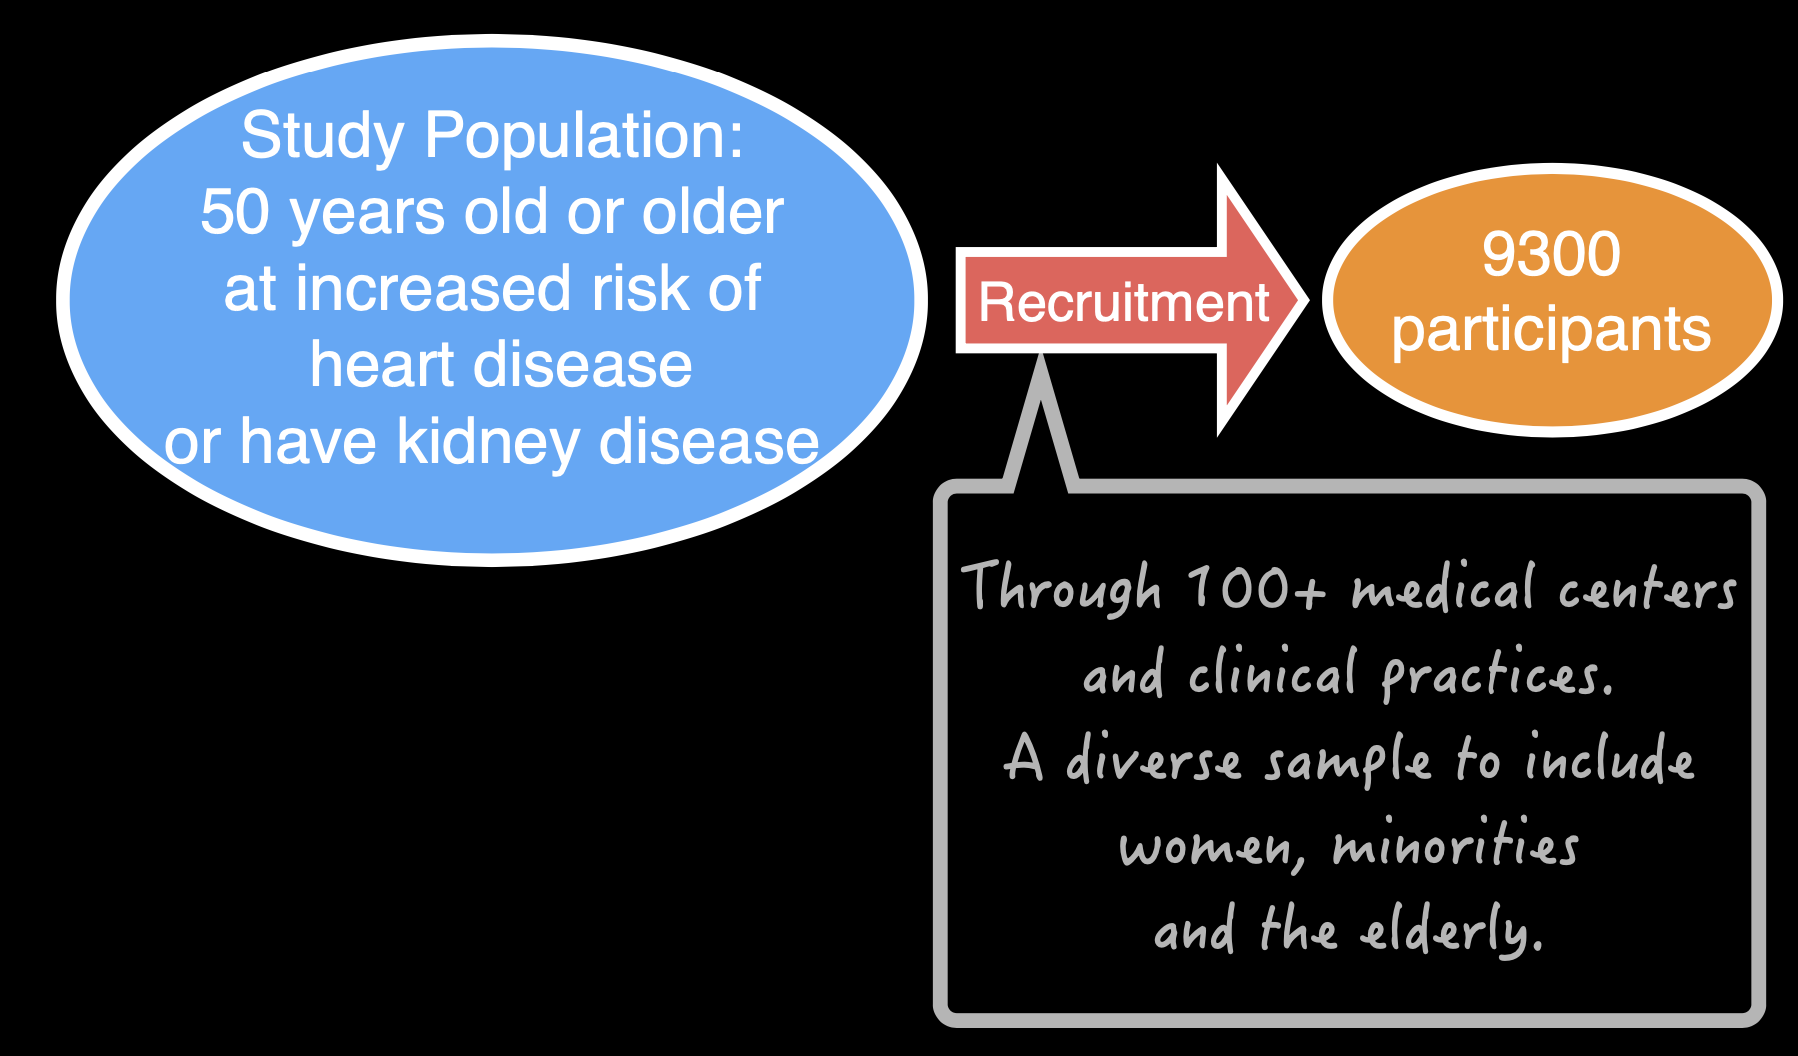 Study Population:
50 years old or older
at increased risk of
heart disease
or have kidney disease
Recruitment
9300
participants
Through 100+ medical centers
and clinical practices.
A diverse sample to include
women, minorities
and the elderly.